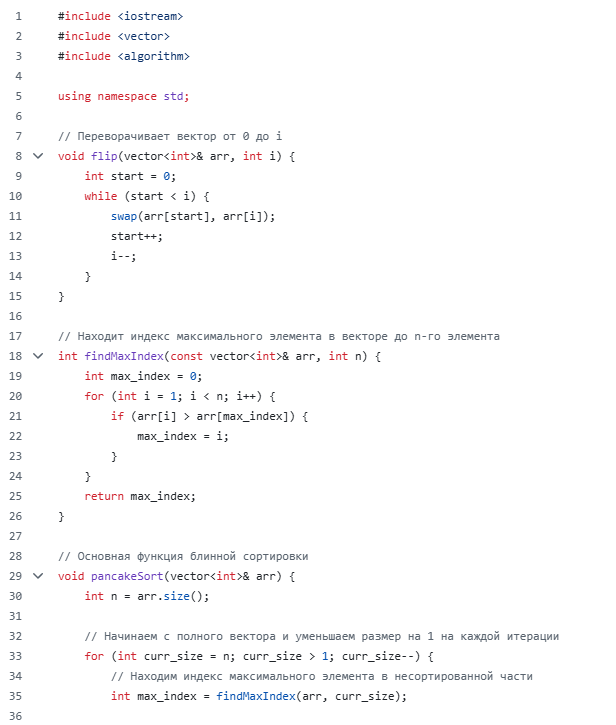 1 #include <iostream>
2 #include <vector>
3 #include <algorithm>
4
5 using namespace std;
6
7 // Переворачивает вектор от 0 до i
8 void flip(vector<int>& arr, int i) {
9     int start = 0;
10     while (start < i) {
11         swap(arr[start], arr[i]);
12         start++;
13         i--;
14     }
15 }
16
17 // Находит индекс максимального элемента в векторе до n-го элемента
18 int findMaxIndex(const vector<int>& arr, int n) {
19     int max_index = 0;
20     for (int i = 1; i < n; i++) {
21         if (arr[i] > arr[max_index]) {
22             max_index = i;
23         }
24     }
25     return max_index;
26 }
27
28 // Основная функция блинной сортировки
29 void pancakeSort(vector<int>& arr) {
30     int n = arr.size();
31
32     // Начинаем с полного вектора и уменьшаем размер на 1 на каждой итерации
33     for (int curr_size = n; curr_size > 1; curr_size--) {
34         // Находим индекс максимального элемента в несортированной части
35         int max_index = findMaxIndex(arr, curr_size);
36